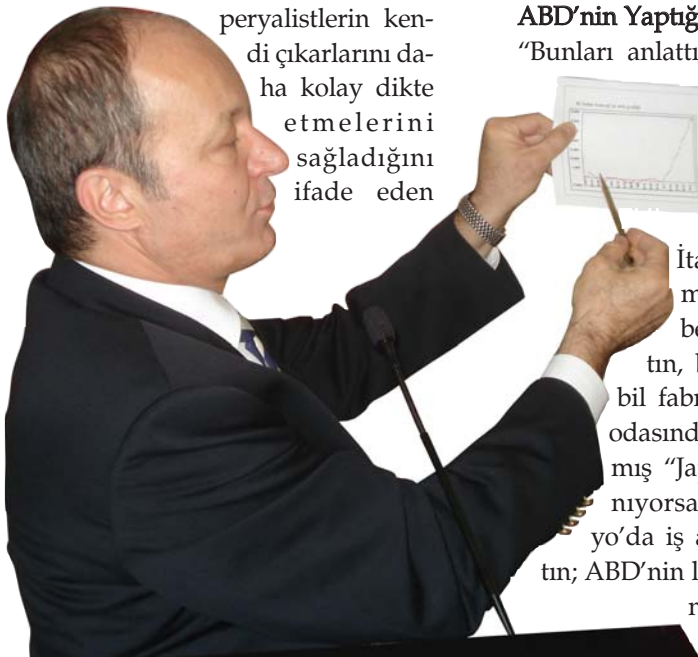 peryalistlerin ken-
di çıkarlarını da-
ha kolay dikte
etmelerini
sağladığını
ifade eden
ABD’nin Yaptığ
“Bunları anlattı
İta
m
be
tın, b
bil fabr
odasınd
mış “Ja
nıyorsa
yo’da iş a
tın; ABD’nin l
r